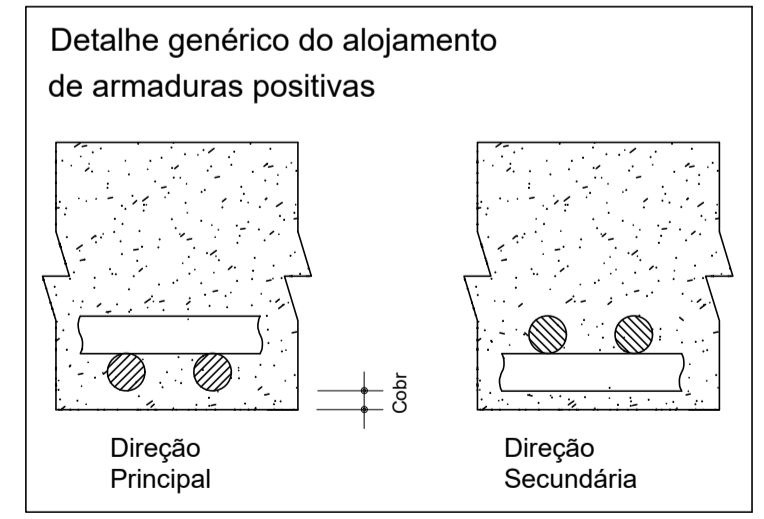 Detalhe genérico do alojamento
de armaduras positivas
Cobr
Direção
Principal
Direção
Secundária